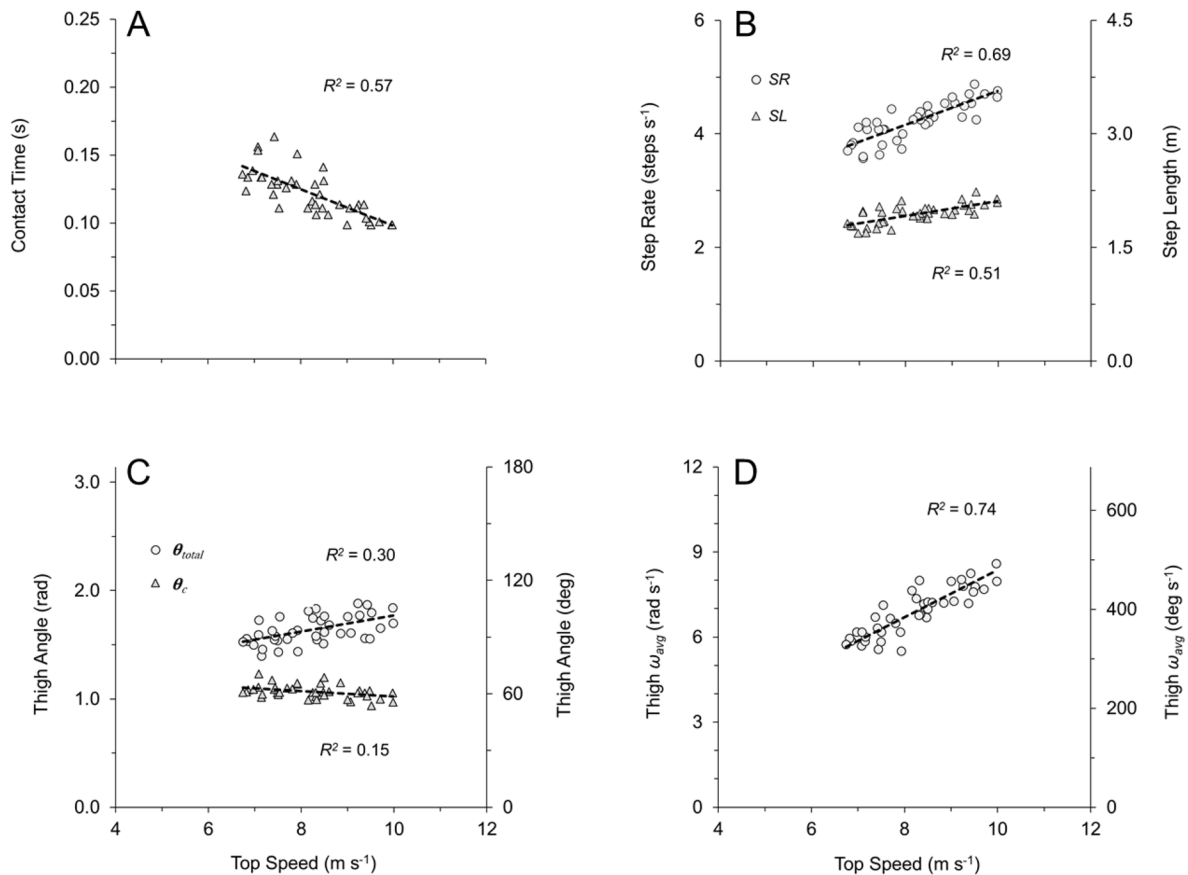 A
0.25
0.20
0.15
0.10
0.05
0.00
Contact Time (s)
R² = 0.57
B
6
4
2
0
Step Rate (steps s⁻¹)
SR
SL
R² = 0.69
R² = 0.51
4.5
3.0
1.5
0.0
Step Length (m)
C
3.0
2.0
1.0
0.0
Thigh Angle (rad)
θtotal
θc
R² = 0.30
R² = 0.15
180
120
60
0
Thigh Angle (deg)
4 6 8 10 12
Top Speed (m s⁻¹)
D
12
9
6
3
0
Thigh ωavg (rad s⁻¹)
R² = 0.74
600
400
200
0
Thigh ωavg (deg s⁻¹)
4 6 8 10 12
Top Speed (m s⁻¹)